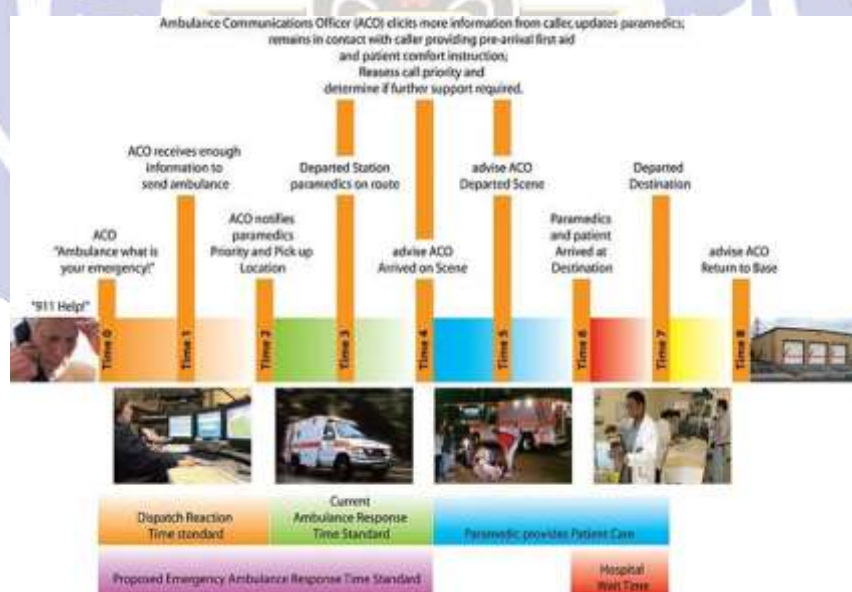 Ambulance Communications Officer (ACO) elicits more information from caller, updates paramedics;
remains in contact with caller providing pre-arrival first aid
and patient comfort instruction;
Reasess call priority and
determine if further support required.
ACO receives enough
information to
send ambulance
Departed Station
paramedics on route
advise ACO
Departed Scene
Departed
Destination
ACO
"Ambulance what is
your emergency!"
ACO notifies
paramedics
Priority and Pick up
Location
advise ACO
Arrived on Scene
Paramedics
and patient
Arrived at
Destination
advise ACO
Return to Base
"911 Help!"
Time 0
Time 1
Time 2
Time 3
Time 4
Time 5
Time 6
Time 7
Time 8
Dispatch Reaction
Time standard
Current
Ambulance Response
Time Standard
Paramedic provides Patient Care
Proposed Emergency Ambulance Response Time Standard
Hospital
Wait Time